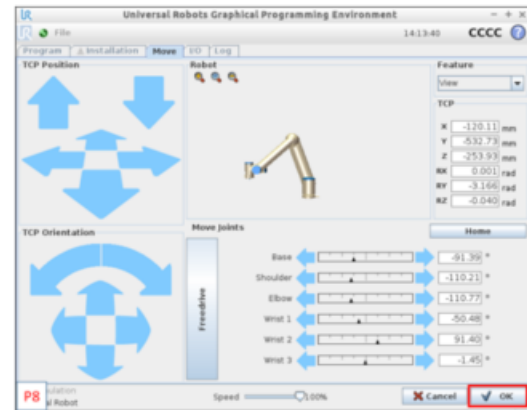 Universal Robots Graphical Programming Environment
File
14:13:40
CCCC
Program
Installation
Move
I/O
Log
TCP Position
Robot
Feature
View
TCP
X -120.11 mm
Y -532.73 mm
Z -253.93 mm
RX 0.001 rad
RY -3.166 rad
RZ -0.040 rad
TCP Orientation
Move Joints
Home
Freedrive
Base -91.39 °
Shoulder -110.21 °
Elbow -110.77 °
Wrist 1 -50.48 °
Wrist 2 91.40 °
Wrist 3 -1.45 °
P8
Robot
Speed
100%
Cancel
OK